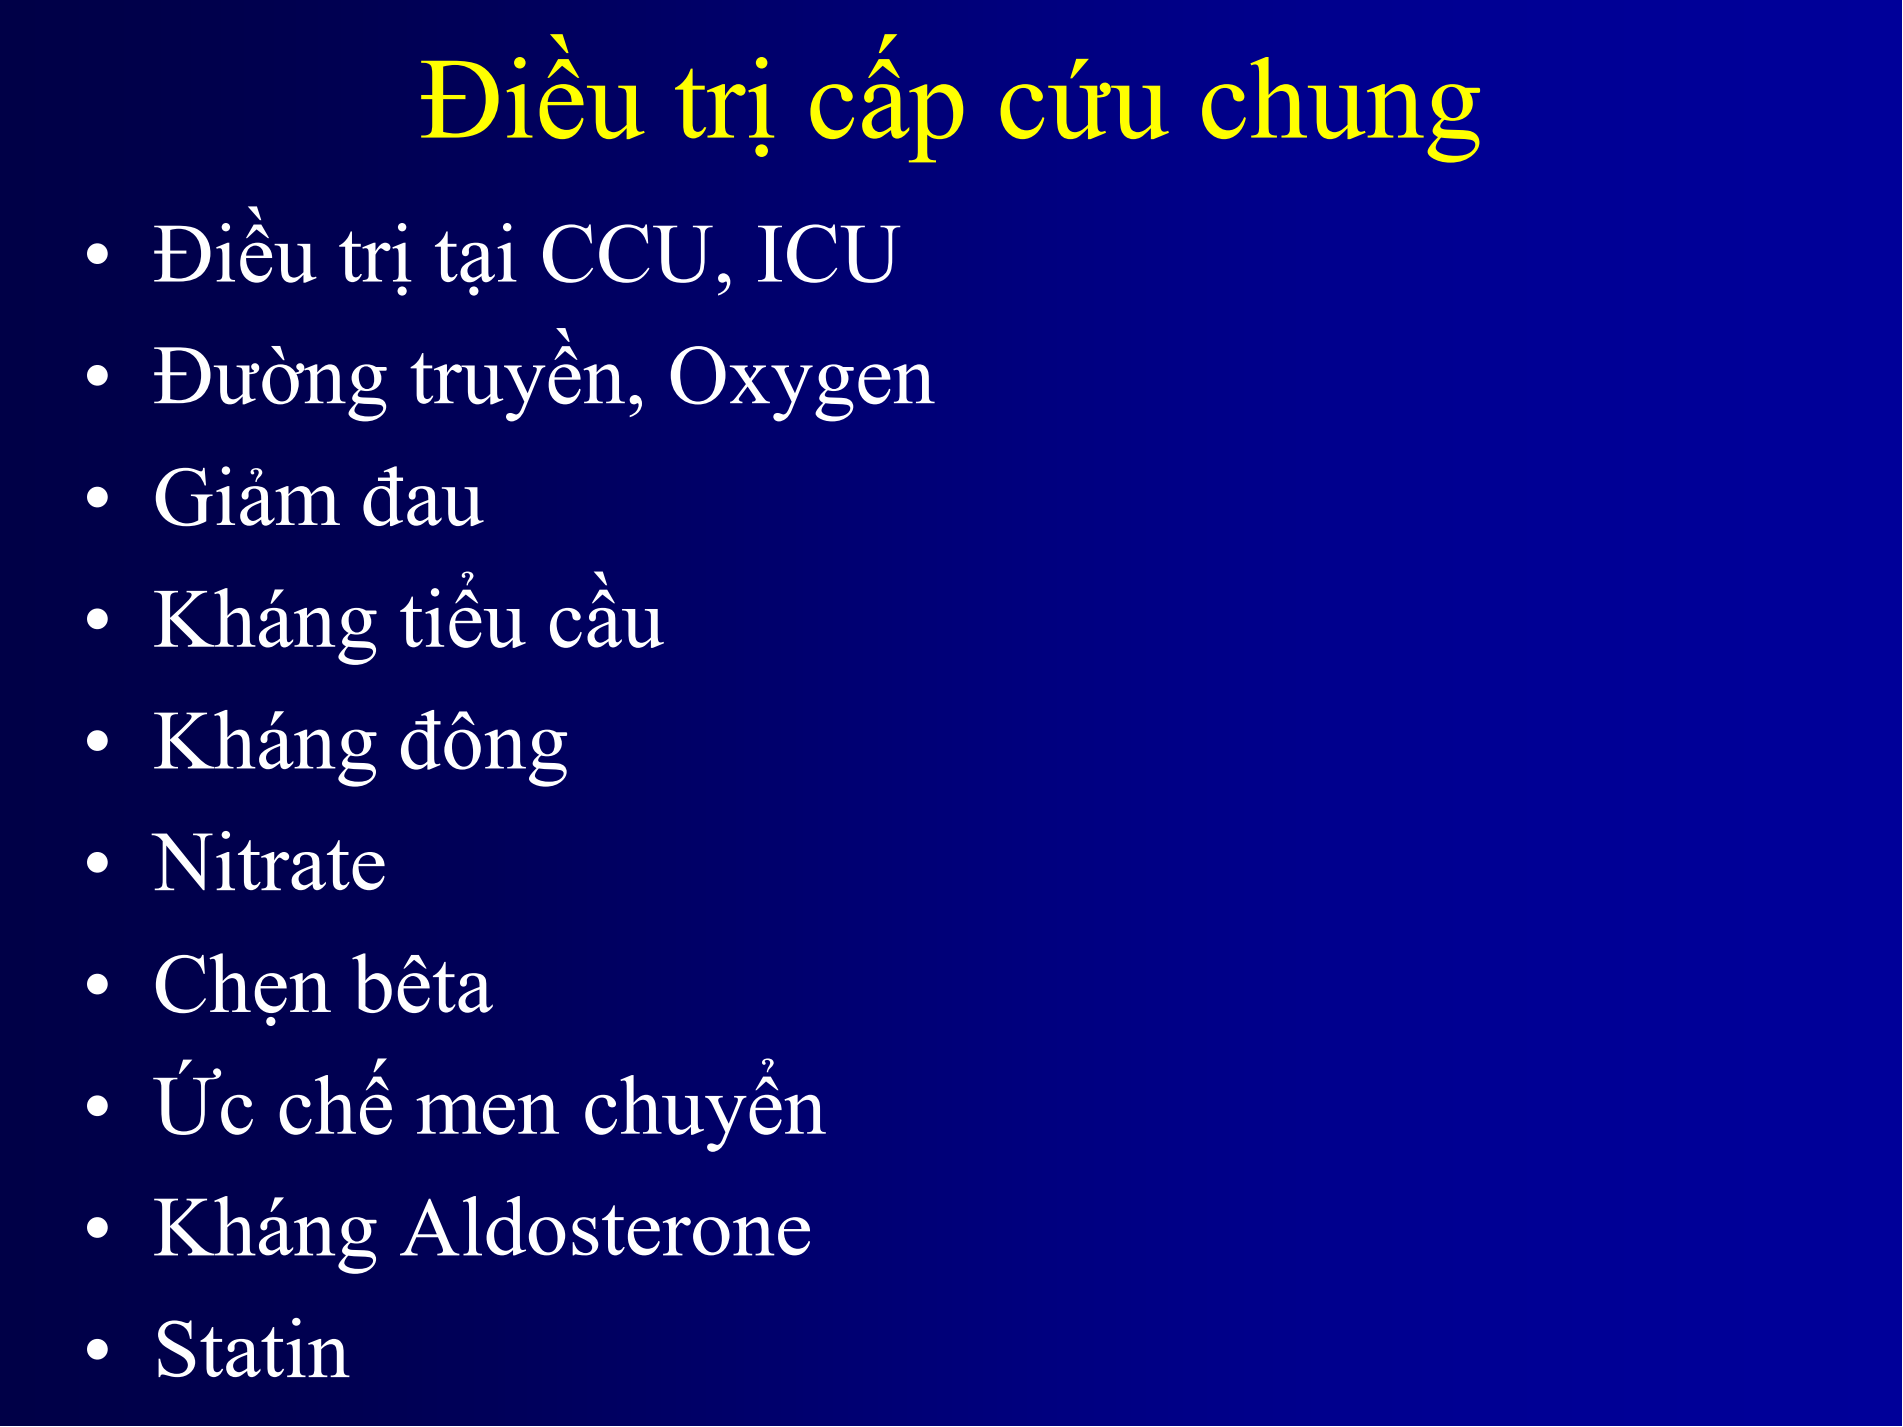 Điều trị cấp cứu chung
• Điều trị tại CCU, ICU
• Đường truyền, Oxygen
• Giảm đau
• Kháng tiểu cầu
• Kháng đông
• Nitrate
• Chẹn bêta
• Ức chế men chuyển
• Kháng Aldosterone
• Statin